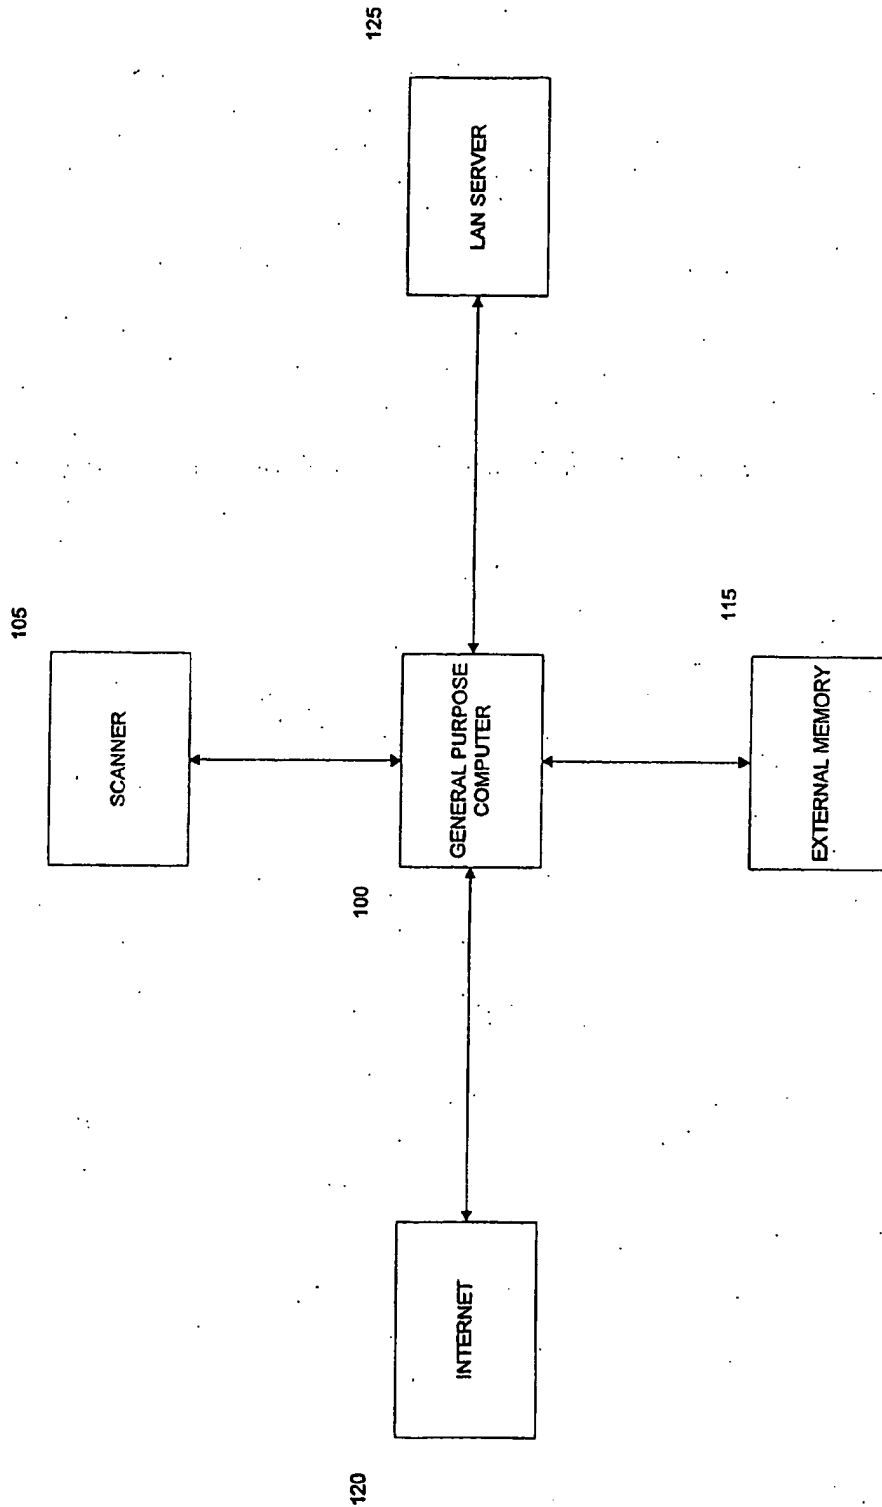 105
125
SCANNER
120
INTERNET
100
GENERAL PURPOSE
COMPUTER
LAN SERVER
115
EXTERNAL MEMORY